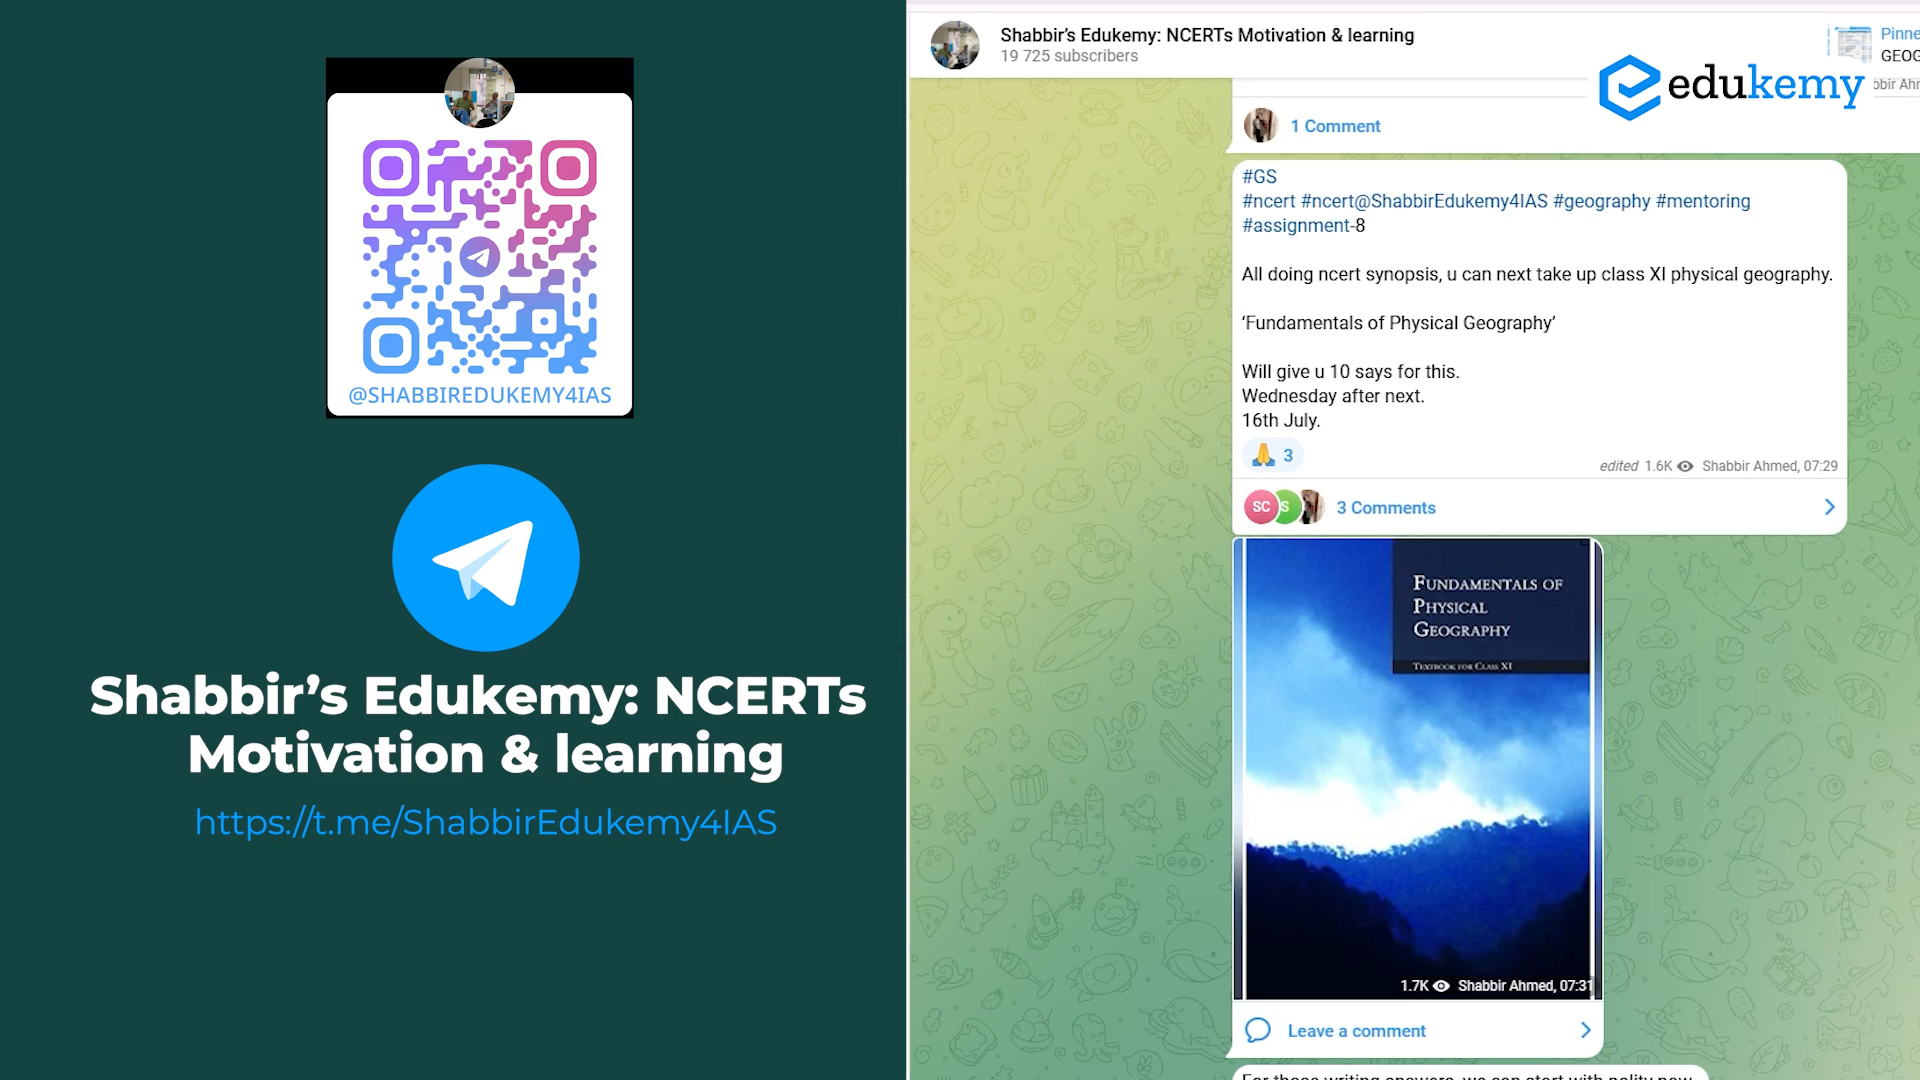 @SHABBIREDUKEMY4IAS
Shabbir’s Edukemy: NCERTs
Motivation & learning
https://t.me/ShabbirEdukemy4IAS
Shabbir’s Edukemy: NCERTs Motivation & learning
19 725 subscribers
edukemy
1 Comment
#GS
#ncert #ncert@ShabbirEdukemy4IAS #geography #mentoring
#assignment-8
All doing ncert synopsis, u can next take up class XI physical geography.
‘Fundamentals of Physical Geography’
Will give u 10 says for this.
Wednesday after next.
16th July.
🙏 3
edited 1.6K Shabbir Ahmed, 07:29
SC S 3 Comments
FUNDAMENTALS OF
PHYSICAL
GEOGRAPHY
TEXTBOOK FOR CLASS XI
1.7K Shabbir Ahmed, 07:31
Leave a comment